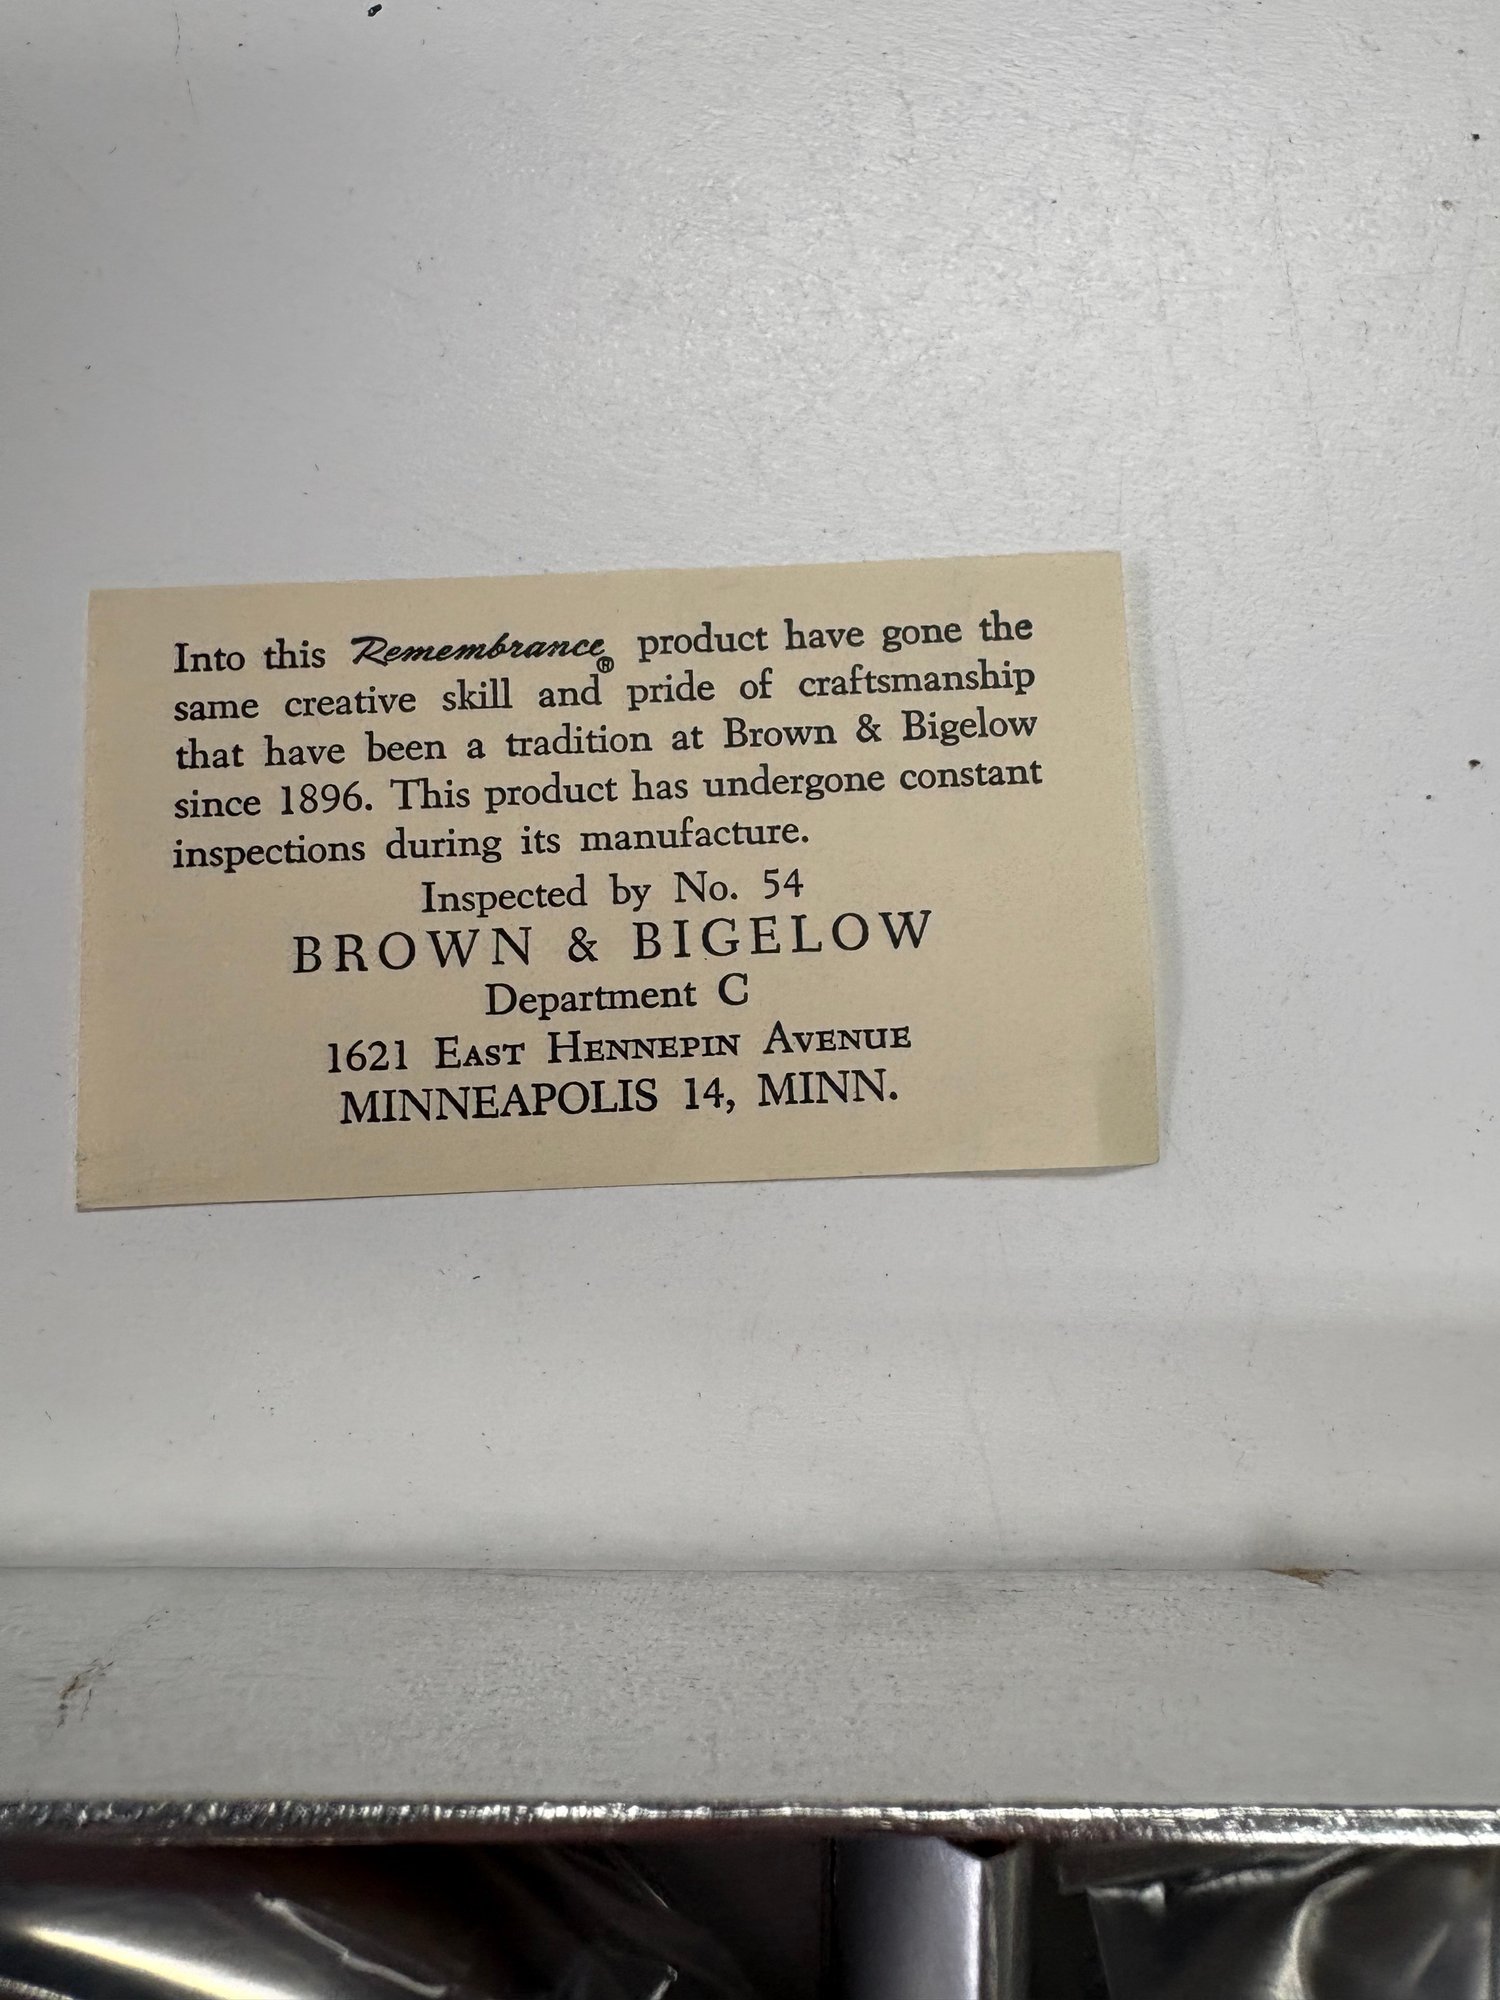 Into this Remembrance® product have gone the
same creative skill and pride of craftsmanship
that have been a tradition at Brown & Bigelow
since 1896. This product has undergone constant
inspections during its manufacture.
Inspected by No. 54
BROWN & BIGELOW
Department C
1621 East Hennepin Avenue
MINNEAPOLIS 14, MINN.